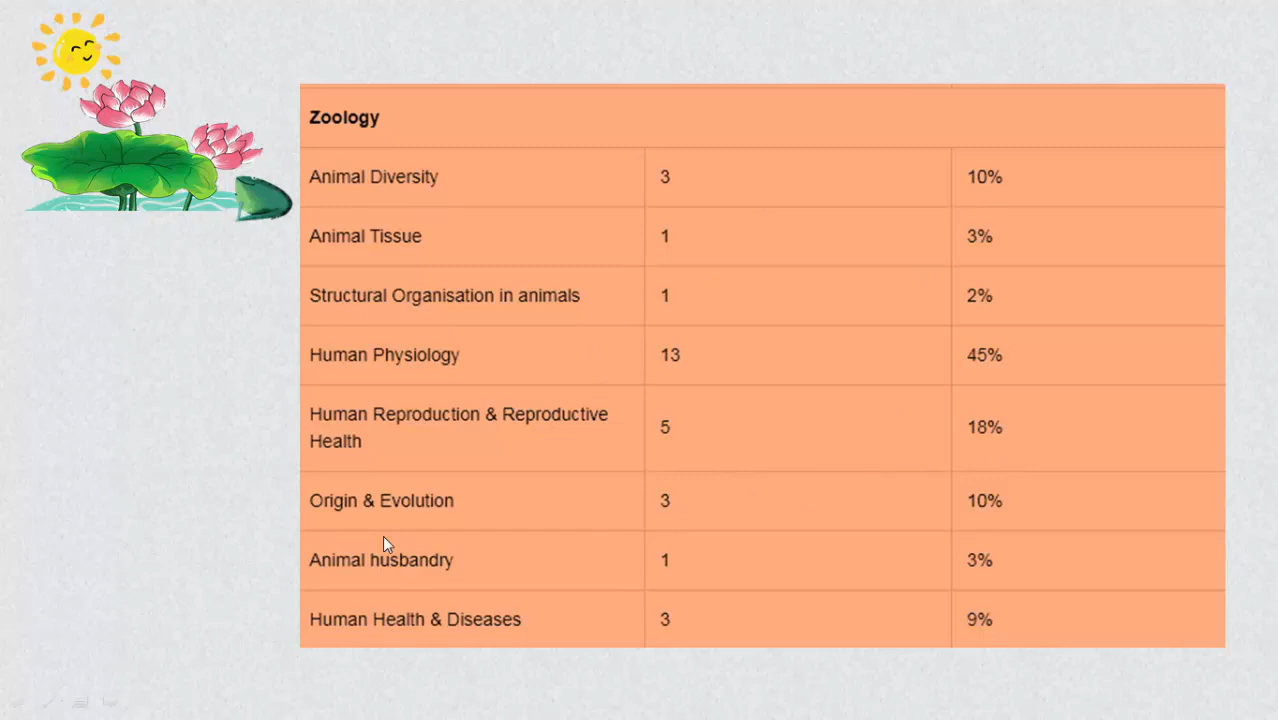 Zoology
Animal Diversity 3 10%
Animal Tissue 1 3%
Structural Organisation in animals 1 2%
Human Physiology 13 45%
Human Reproduction & Reproductive
Health 5 18%
Origin & Evolution 3 10%
Animal husbandry 1 3%
Human Health & Diseases 3 9%